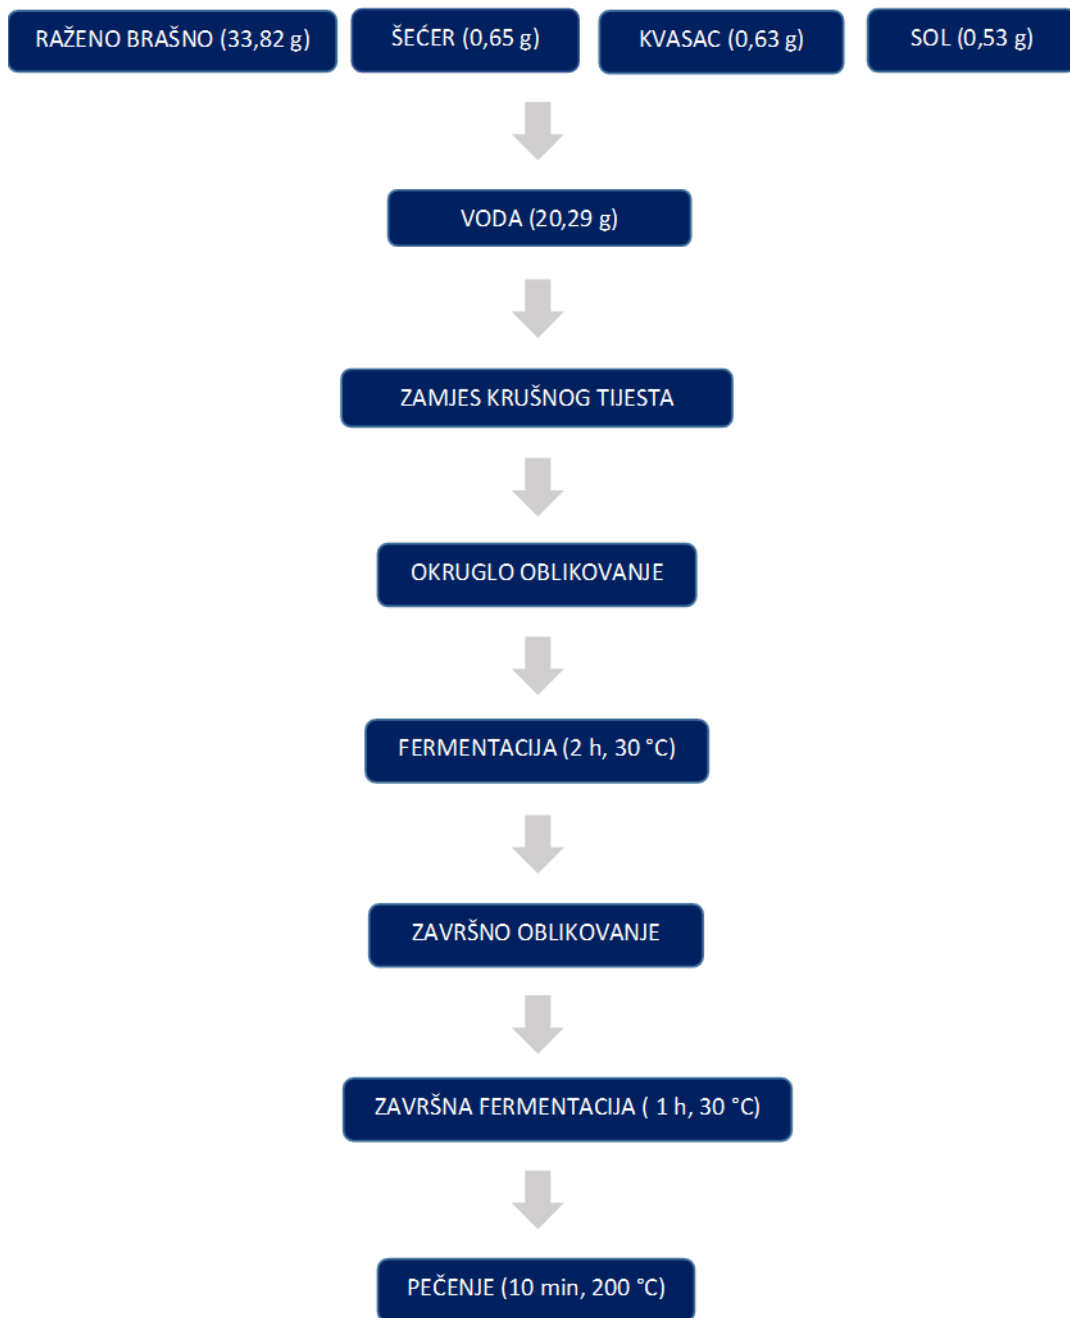 RAŽENO BRAŠNO (33,82 g)
ŠEĆER (0,65 g)
KVASAC (0,63 g)
SOL (0,53 g)
VODA (20,29 g)
ZAMJES KRUŠNOG TIJESTA
OKRUGLO OBLIKOVANJE
FERMENTACIJA (2 h, 30 °C)
ZAVRŠNO OBLIKOVANJE
ZAVRŠNA FERMENTACIJA ( 1 h, 30 °C)
PEČENJE (10 min, 200 °C)